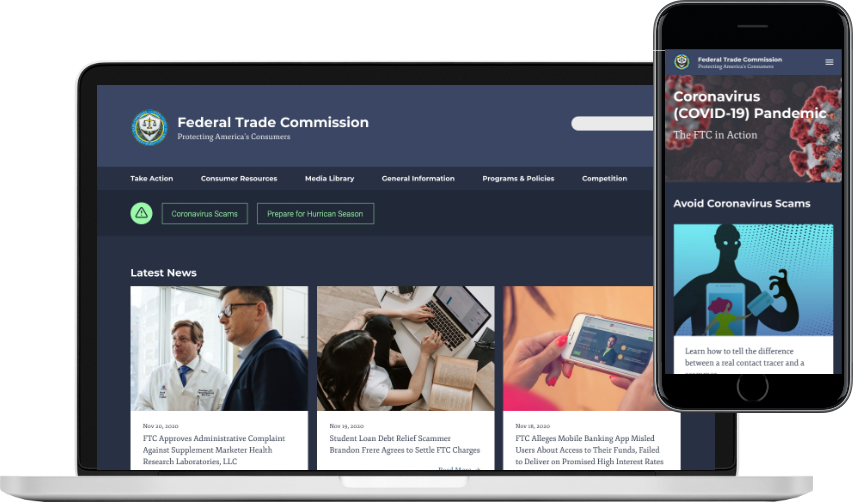 Federal Trade Commission
Protecting America's Consumers
Take Action
Consumer Resources
Media Library
General Information
Programs & Policies
Competition
Coronavirus Scams
Prepare for Hurrican Season
Latest News
Nov 20, 2020
FTC Approves Administrative Complaint
Against Supplement Marketer Health
Research Laboratories, LLC
Nov 19, 2020
Student Loan Debt Relief Scammer
Brandon Frere Agrees to Settle FTC Charges
Read More
Nov 18, 2020
FTC Alleges Mobile Banking App Misled
Users About Access to Their Funds, Failed
to Deliver on Promised High Interest Rates
Federal Trade Commission
Protecting America's Consumers
Coronavirus
(COVID-19) Pandemic
The FTC in Action
Avoid Coronavirus Scams
Learn how to tell the difference
between a real contact tracer and a